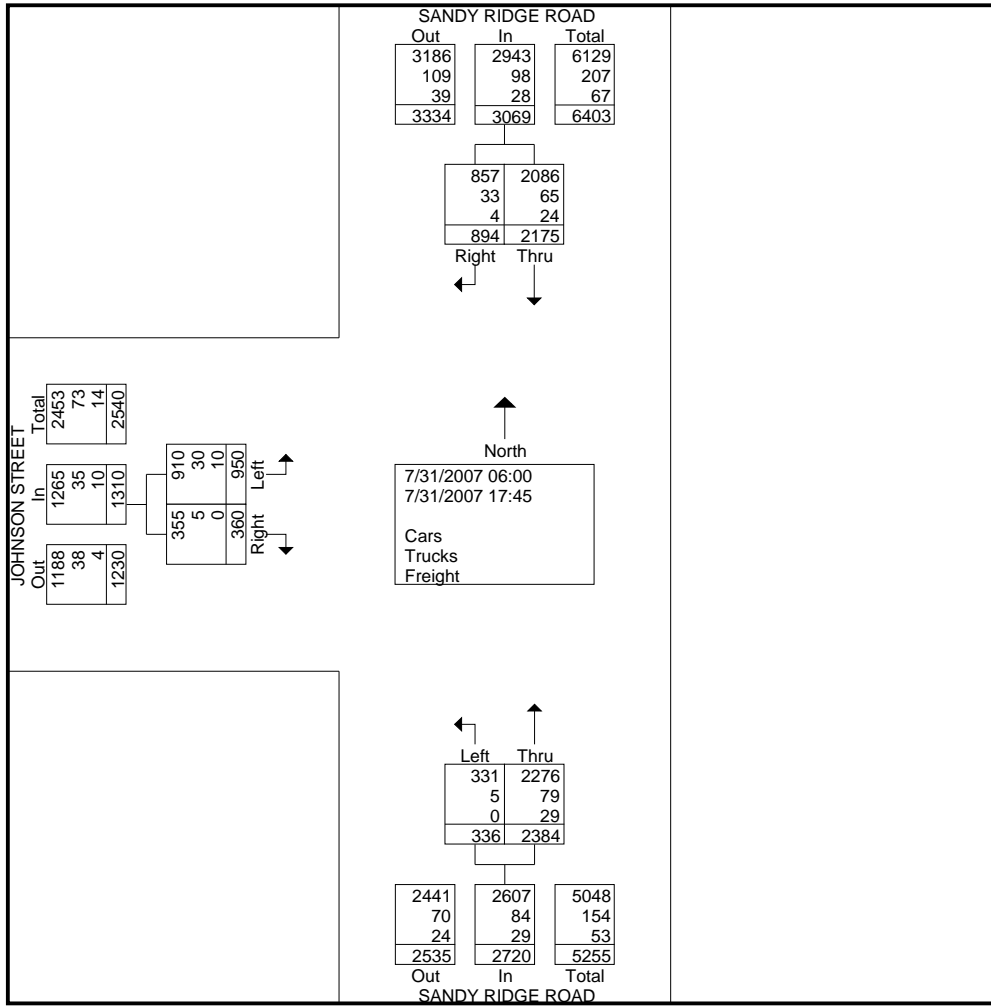 SANDY RIDGE ROAD
Out In Total
3186 2943 6129
109 98 207
39 28 67
3334 3069 6403
857 2086
33 65
4 24
894 2175
Right Thru
JOHNSON STREET
Out In Total
1188 1265 2453
38 35 73
4 10 14
1230 1310 2540
355 910
5 30
0 10
360 950
Right Left
North
7/31/2007 06:00
7/31/2007 17:45
Cars
Trucks
Freight
Left Thru
331 2276
5 79
0 29
336 2384
2441 2607 5048
70 84 154
24 29 53
2535 2720 5255
Out In Total
SANDY RIDGE ROAD